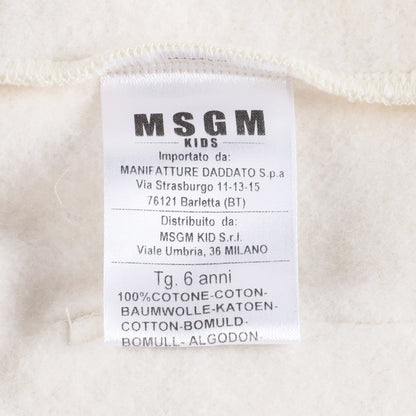 MSGM
KIDS
Importato da:
MANIFATTURE DADDATO S.p.a
Via Strasburgo 11-13-15
76121 Barletta (BT)
Distribuito da:
MSGM KID S.r.l.
Viale Umbria, 36 MILANO
Tg. 6 anni
100%COTONE-COTON-
BAUMWOLLE-KATOEN-
COTTON-BOMULD-
BOMULL- ALGODON-